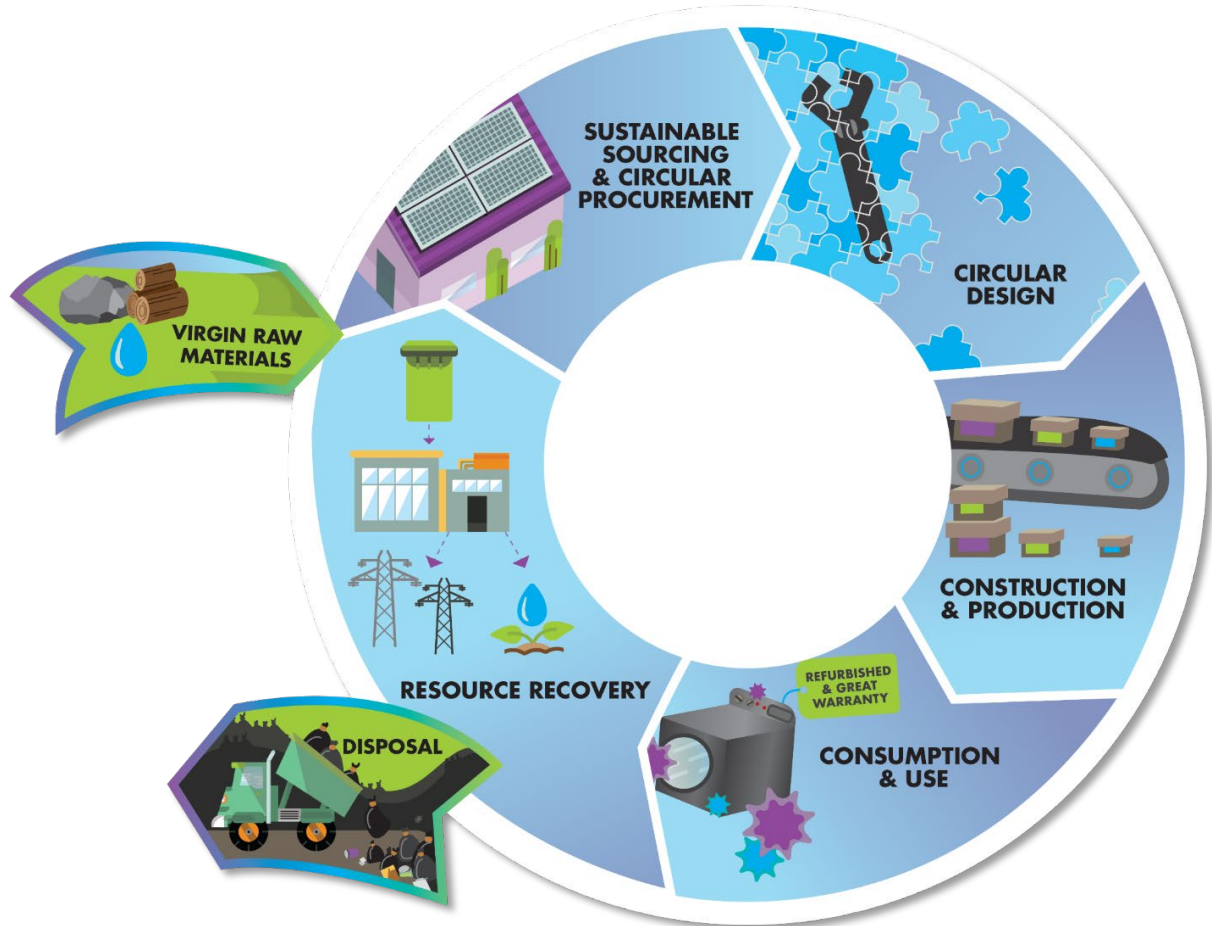 SUSTAINABLE
SOURCING
& CIRCULAR
PROCUREMENT
CIRCULAR
DESIGN
VIRGIN RAW
MATERIALS
CONSTRUCTION
& PRODUCTION
RESOURCE RECOVERY
REFURBISHED
& GREAT
WARRANTY
CONSUMPTION
& USE
DISPOSAL